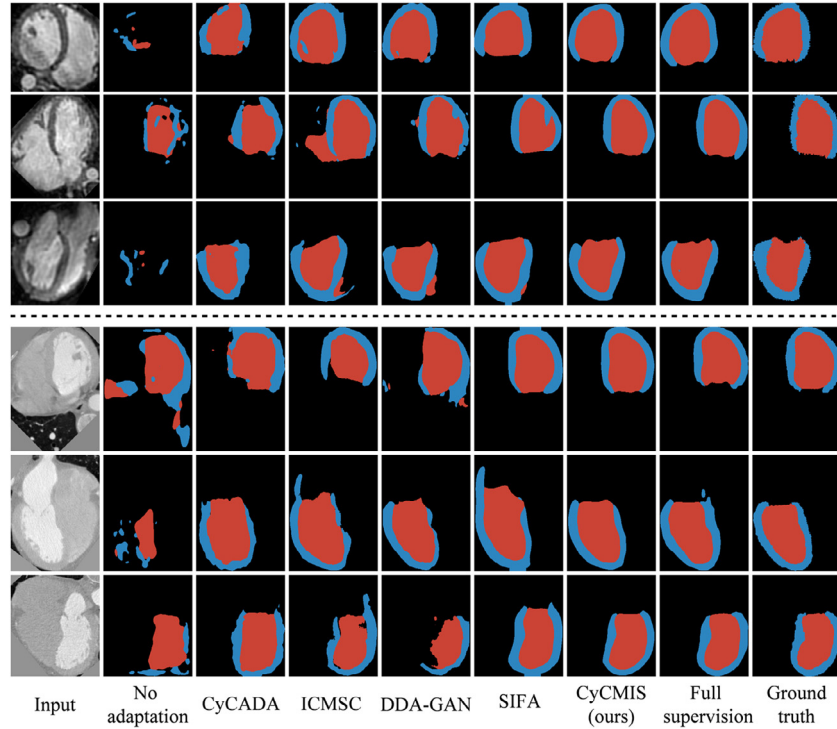 Input
No adaptation
CyCADA
ICMSC
DDA-GAN
SIFA
CyCMIS (ours)
Full supervision
Ground truth